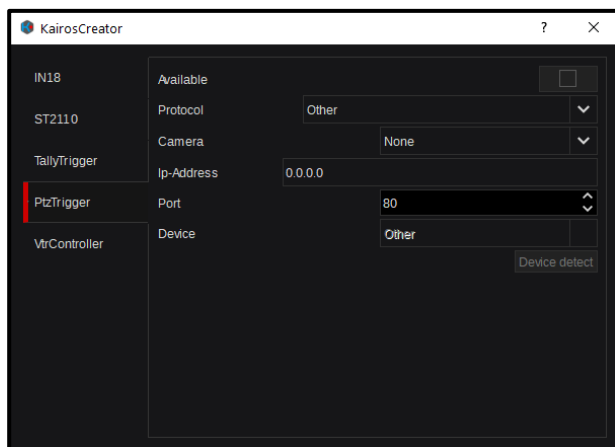 KairosCreator
?
IN18
ST2110
TallyTrigger
PtzTrigger
VtrController
Available
Protocol Other
Camera None
Ip-Address 0.0.0.0
Port 80
Device Other
Device detect